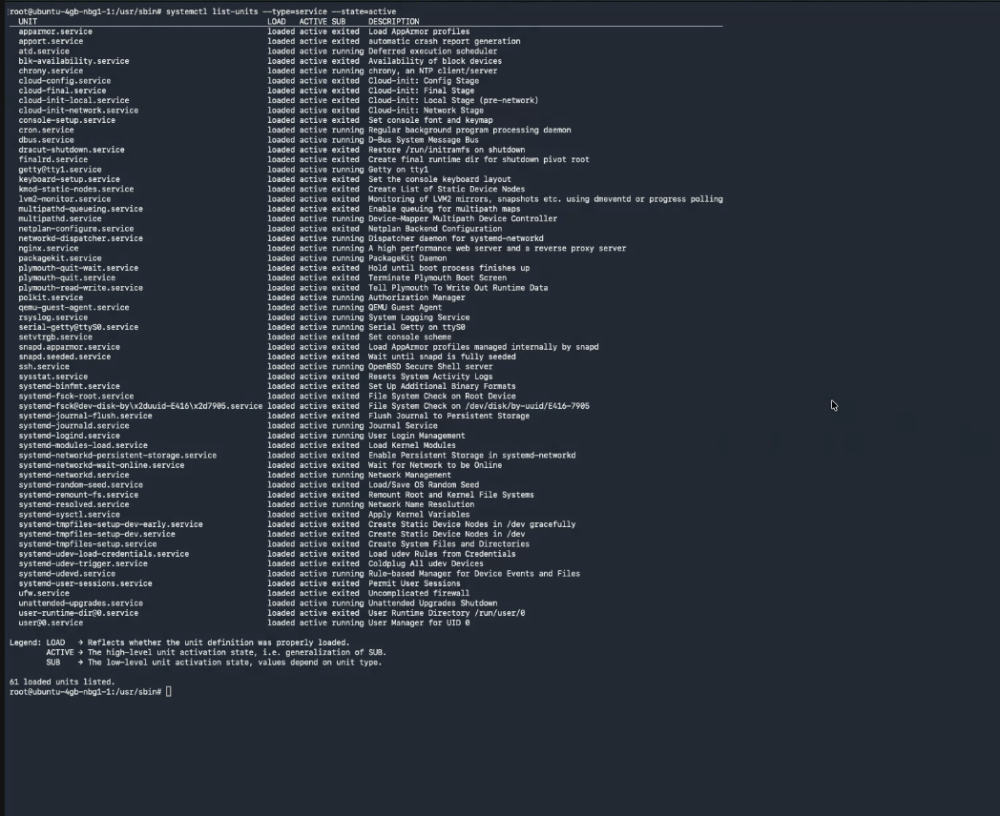 root@ubuntu-4gb-nbg1-1:/usr/sbin# systemctl list-units --type=service --state=active
UNIT LOAD ACTIVE SUB DESCRIPTION
apparmor.service loaded active exited Load AppArmor profiles
apport.service loaded active exited automatic crash report generation
atd.service loaded active running Deferred execution scheduler
blk-availability.service loaded active exited Availability of block devices
chrony.service loaded active running chrony, an NTP client/server
cloud-config.service loaded active exited Cloud-init: Config Stage
cloud-final.service loaded active exited Cloud-init: Final Stage
cloud-init-local.service loaded active exited Cloud-init: Local Stage (pre-network)
cloud-init-network.service loaded active exited Cloud-init: Network Stage
console-setup.service loaded active exited Set console font and keymap
cron.service loaded active running Regular background program processing daemon
dbus.service loaded active running D-Bus System Message Bus
dracut-shutdown.service loaded active exited Restore /run/initramfs on shutdown
finalrd.service loaded active exited Create final runtime dir for shutdown pivot root
getty@tty1.service loaded active running Getty on tty1
keyboard-setup.service loaded active exited Set the console keyboard layout
kmod-static-nodes.service loaded active exited Create List of Static Device Nodes
lvm2-monitor.service loaded active exited Monitoring of LVM2 mirrors, snapshots etc. using dmeventd or progress polling
multipathd-queueing.service loaded active exited Enable queuing for multipath maps
multipathd.service loaded active running Device-Mapper Multipath Device Controller
netplan-configure.service loaded active exited Netplan Backend Configuration
networkd-dispatcher.service loaded active running Dispatcher daemon for systemd-networkd
nginx.service loaded active running A high performance web server and a reverse proxy server
packagekit.service loaded active running PackageKit Daemon
plymouth-quit-wait.service loaded active exited Hold until boot process finishes up
plymouth-quit.service loaded active exited Terminate Plymouth Boot Screen
plymouth-read-write.service loaded active exited Tell Plymouth To Write Out Runtime Data
polkit.service loaded active running Authorization Manager
qemu-guest-agent.service loaded active running QEMU Guest Agent
rsyslog.service loaded active running System Logging Service
serial-getty@ttyS0.service loaded active running Serial Getty on ttyS0
setvtrgb.service loaded active exited Set console scheme
snapd.apparmor.service loaded active exited Load AppArmor profiles managed internally by snapd
snapd.seeded.service loaded active exited Wait until snapd is fully seeded
ssh.service loaded active running OpenBSD Secure Shell server
sysstat.service loaded active exited Resets System Activity Logs
systemd-binfmt.service loaded active exited Set Up Additional Binary Formats
systemd-fsck-root.service loaded active exited File System Check on Root Device
systemd-fsck@dev-disk-by\x2duuid-E416\x2d7905.service loaded active exited File System Check on /dev/disk/by-uuid/E416-7905
systemd-journal-flush.service loaded active exited Flush Journal to Persistent Storage
systemd-journald.service loaded active running Journal Service
systemd-logind.service loaded active running User Login Management
systemd-modules-load.service loaded active exited Load Kernel Modules
systemd-networkd-persistent-storage.service loaded active exited Enable Persistent Storage in systemd-networkd
systemd-networkd-wait-online.service loaded active exited Wait for Network to be Online
systemd-networkd.service loaded active running Network Management
systemd-random-seed.service loaded active exited Load/Save OS Random Seed
systemd-remount-fs.service loaded active exited Remount Root and Kernel File Systems
systemd-resolved.service loaded active running Network Name Resolution
systemd-sysctl.service loaded active exited Apply Kernel Variables
systemd-tmpfiles-setup-dev-early.service loaded active exited Create Static Device Nodes in /dev gracefully
systemd-tmpfiles-setup-dev.service loaded active exited Create Static Device Nodes in /dev
systemd-tmpfiles-setup.service loaded active exited Create System Files and Directories
systemd-udev-load-credentials.service loaded active exited Load udev Rules from Credentials
systemd-udev-trigger.service loaded active exited Coldplug All udev Devices
systemd-udevd.service loaded active running Rule-based Manager for Device Events and Files
systemd-user-sessions.service loaded active exited Permit User Sessions
ufw.service loaded active exited Uncomplicated firewall
unattended-upgrades.service loaded active running Unattended Upgrades Shutdown
user-runtime-dir@0.service loaded active exited User Runtime Directory /run/user/0
user@0.service loaded active running User Manager for UID 0
Legend: LOAD → Reflects whether the unit definition was properly loaded.
ACTIVE → The high-level unit activation state, i.e. generalization of SUB.
SUB → The low-level unit activation state, values depend on unit type.
61 loaded units listed.
root@ubuntu-4gb-nbg1-1:/usr/sbin#